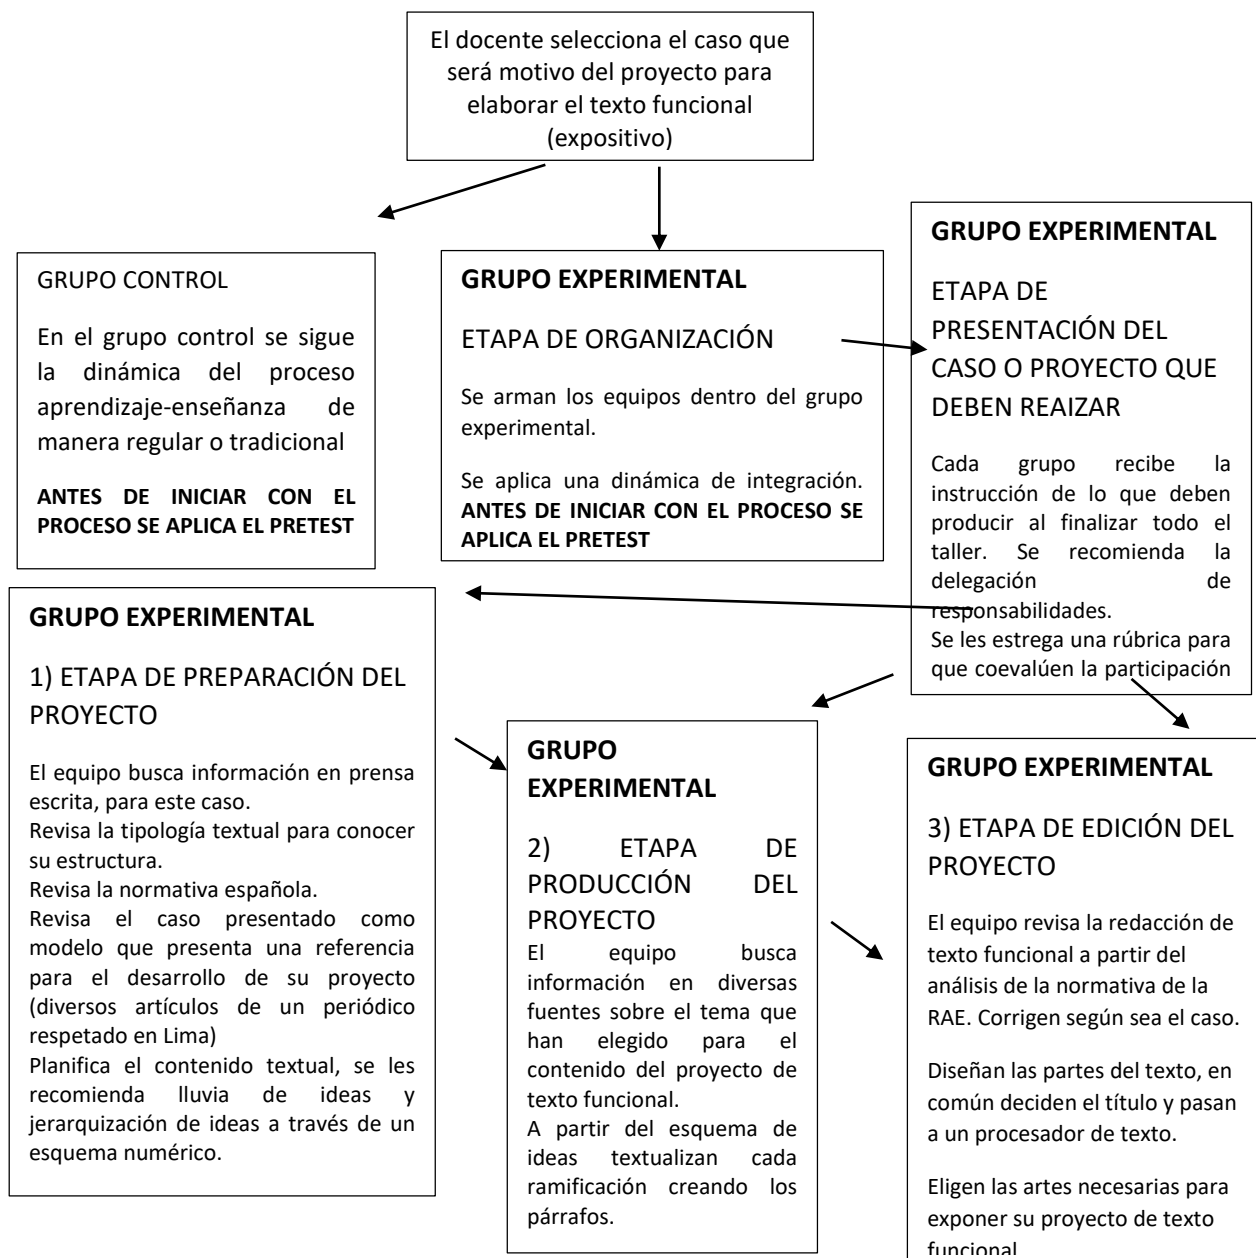 El docente selecciona el caso que
será motivo del proyecto para
elaborar el texto funcional
(expositivo)
GRUPO CONTROL
En el grupo control se sigue
la dinámica del proceso
aprendizaje-enseñanza de
manera regular o tradicional
ANTES DE INICIAR CON EL
PROCESO SE APLICA EL PRETEST
GRUPO EXPERIMENTAL
ETAPA DE ORGANIZACIÓN
Se arman los equipos dentro del grupo
experimental.
Se aplica una dinámica de integración.
ANTES DE INICIAR CON EL PROCESO SE
APLICA EL PRETEST
GRUPO EXPERIMENTAL
ETAPA DE
PRESENTACIÓN DEL
CASO O PROYECTO QUE
DEBEN REAIZAR
Cada grupo recibe la
instrucción de lo que deben
producir al finalizar todo el
taller. Se recomienda la
delegación de
responsabilidades.
Se les estrega una rúbrica para
que coevalúen la participación
GRUPO EXPERIMENTAL
1) ETAPA DE PREPARACIÓN DEL
PROYECTO
El equipo busca información en prensa
escrita, para este caso.
Revisa la tipología textual para conocer
su estructura.
Revisa la normativa española.
Revisa el caso presentado como
modelo que presenta una referencia
para el desarrollo de su proyecto
(diversos artículos de un periódico
respetado en Lima)
Planifica el contenido textual, se les
recomienda lluvia de ideas y
jerarquización de ideas a través de un
esquema numérico.
GRUPO
EXPERIMENTAL
2) ETAPA DE
PRODUCCIÓN DEL
PROYECTO
El equipo busca
información en diversas
fuentes sobre el tema que
han elegido para el
contenido del proyecto de
texto funcional.
A partir del esquema de
ideas textualizan cada
ramificación creando los
párrafos.
GRUPO EXPERIMENTAL
3) ETAPA DE EDICIÓN DEL
PROYECTO
El equipo revisa la redacción de
texto funcional a partir del
análisis de la normativa de la
RAE. Corrigen según sea el caso.
Diseñan las partes del texto, en
común deciden el título y pasan
a un procesador de texto.
Eligen las artes necesarias para
exponer su proyecto de texto
funcional